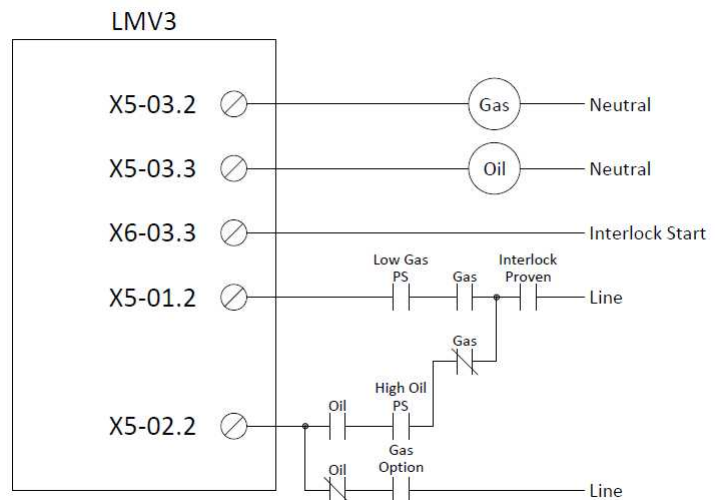 LMV3
X5-03.2 Gas Neutral
X5-03.3 Oil Neutral
X6-03.3 Interlock Start
Low Gas
PS
Gas
Interlock
Proven
X5-01.2 Line
Gas
High Oil
PS
Oil
X5-02.2
Gas
Option
Oil
Line